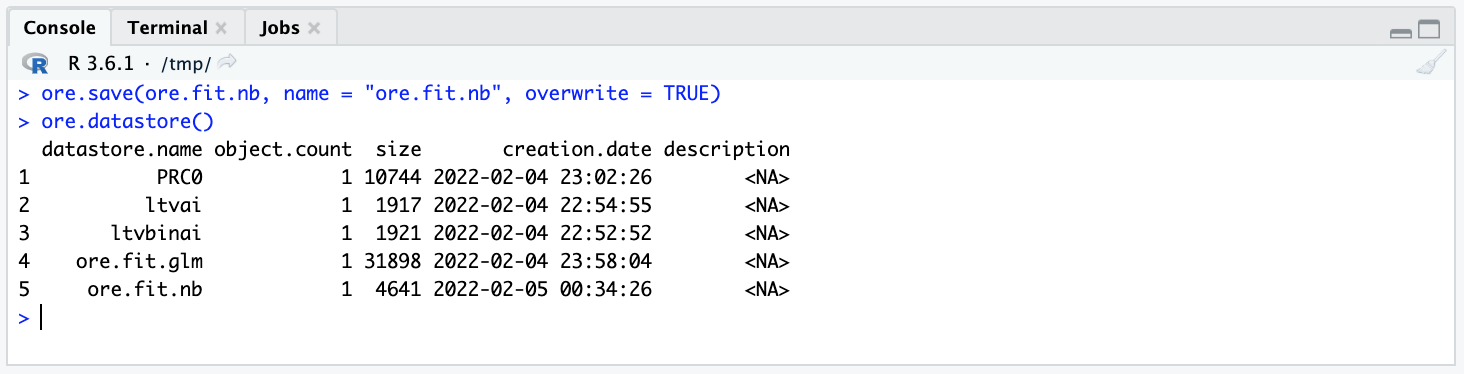 Console Terminal Jobs
R 3.6.1 · /tmp/
> ore.save(ore.fit.nb, name = "ore.fit.nb", overwrite = TRUE)
> ore.datastore()
  datastore.name object.count  size       creation.date description
1           PRC0            1 10744 2022-02-04 23:02:26        <NA>
2          ltvai            1  1917 2022-02-04 22:54:55        <NA>
3       ltvbinai            1  1921 2022-02-04 22:52:52        <NA>
4    ore.fit.glm            1 31898 2022-02-04 23:58:04        <NA>
5     ore.fit.nb            1  4641 2022-02-05 00:34:26        <NA>
>